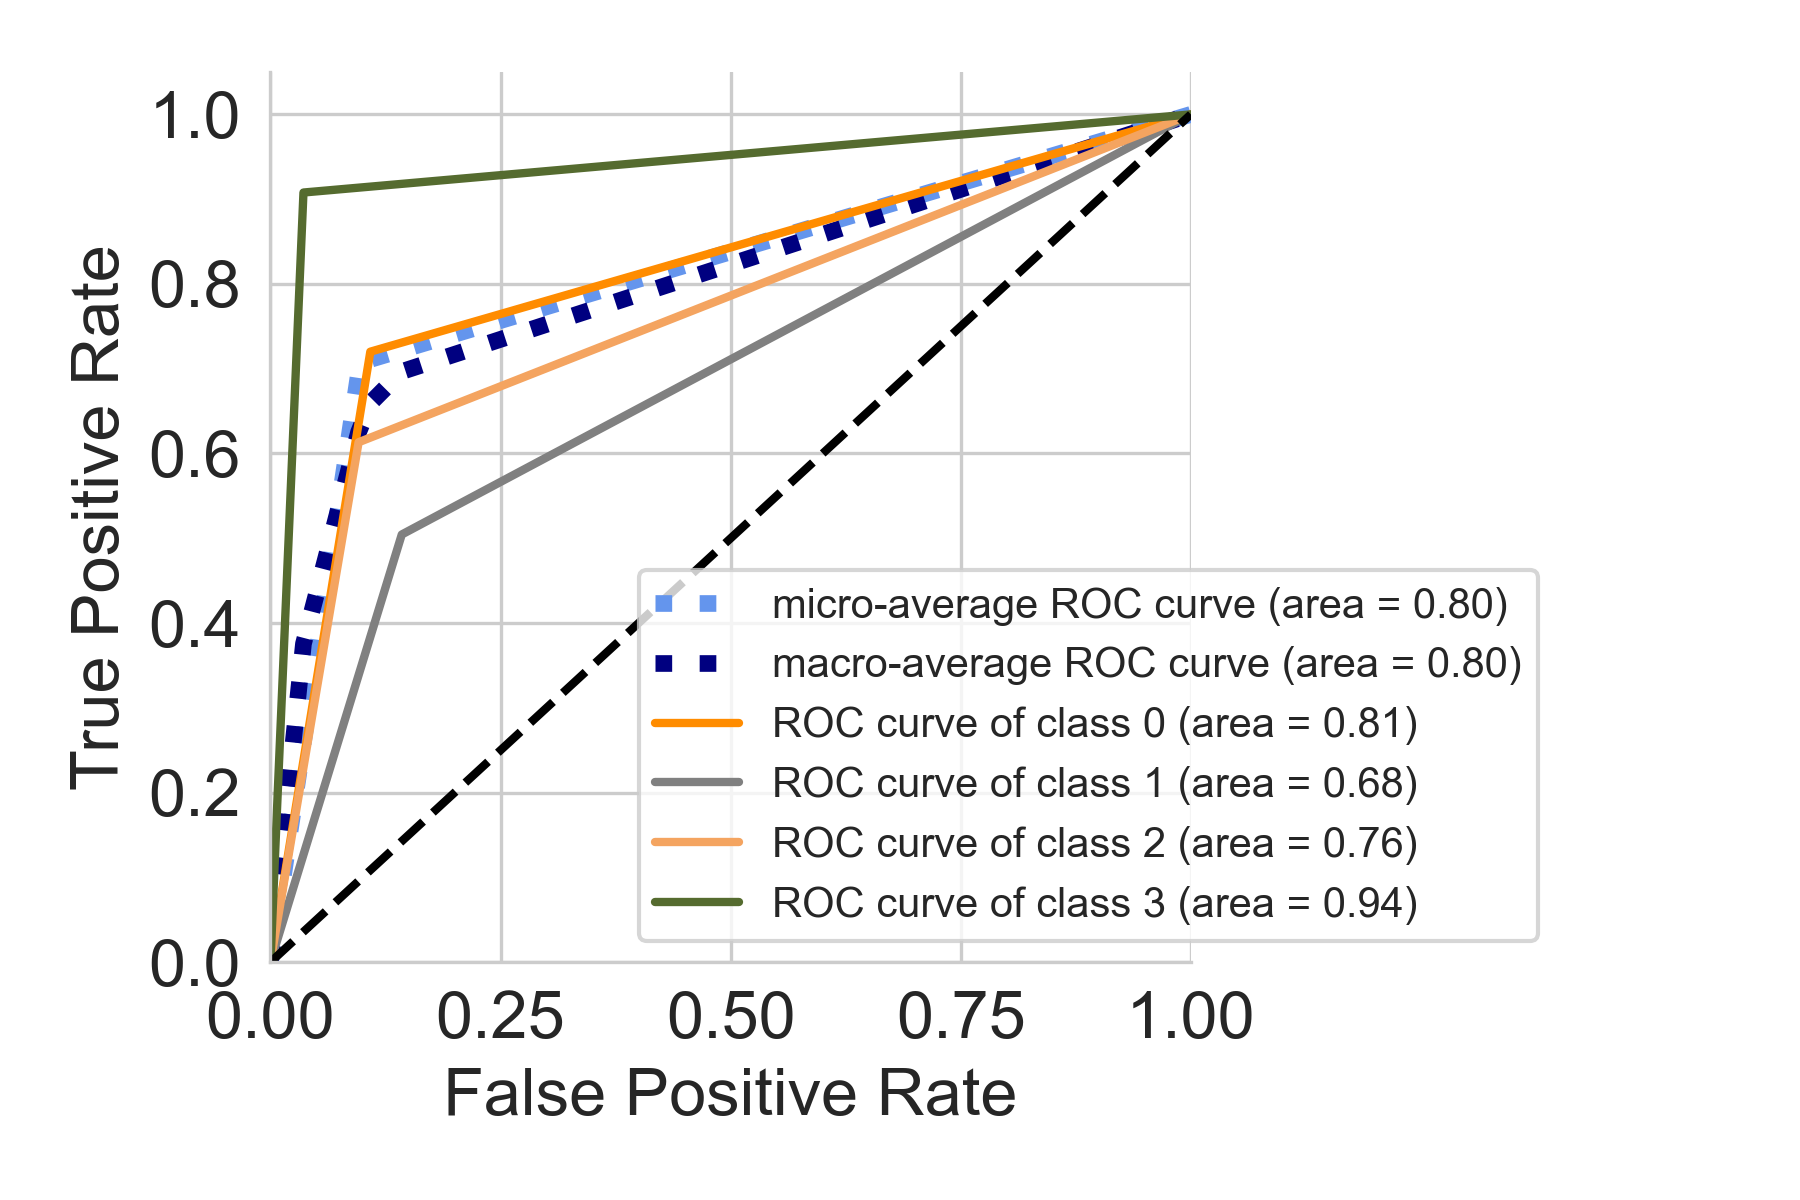 True Positive Rate
1.0
0.8
0.6
0.4
0.2
0.0
0.00 0.25 0.50 0.75 1.00
False Positive Rate
micro-average ROC curve (area = 0.80)
macro-average ROC curve (area = 0.80)
ROC curve of class 0 (area = 0.81)
ROC curve of class 1 (area = 0.68)
ROC curve of class 2 (area = 0.76)
ROC curve of class 3 (area = 0.94)